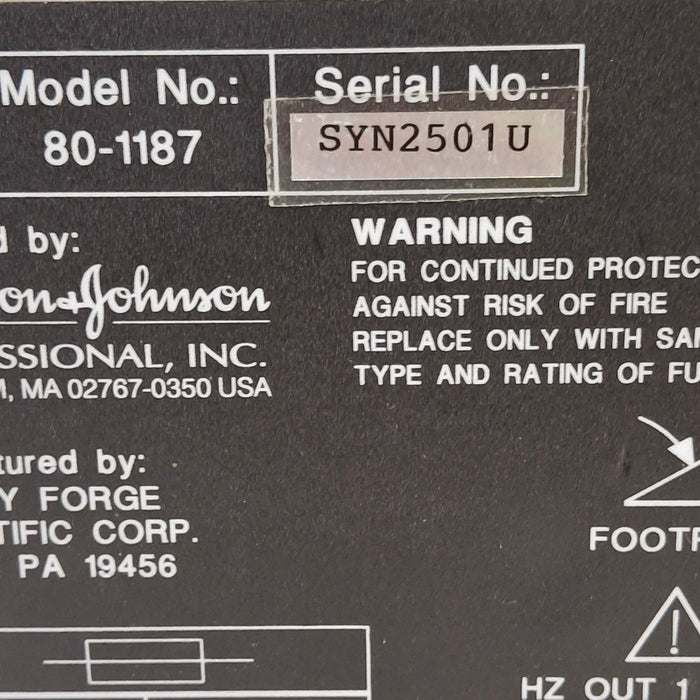 Model No.:
80-1187
Serial No.:
SYN2501U
d by:
on & Johnson
SSIONAL, INC.
M, MA 02767-0350 USA
tured by:
Y FORGE
TIFIC CORP.
PA 19456
WARNING
FOR CONTINUED PROTEC
AGAINST RISK OF FIRE
REPLACE ONLY WITH SAM
TYPE AND RATING OF FU
FOOT
HZ OUT 1